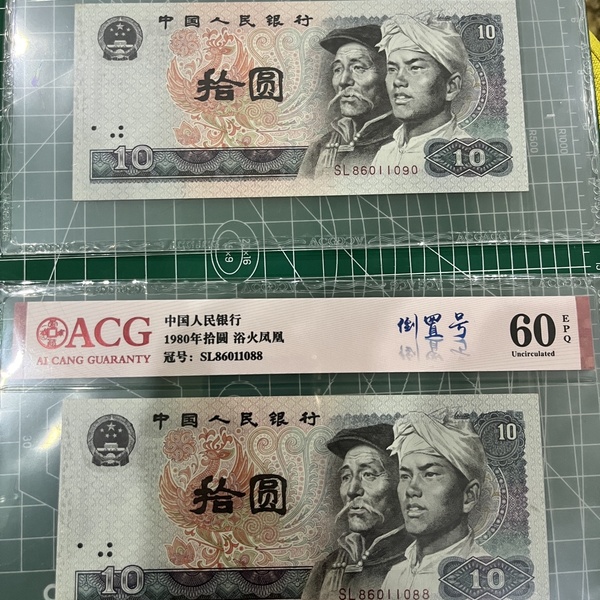 中国人民银行
10
拾圆
10
SL86011090
10
ACG
AI CANG GUARANTY
中国人民银行
1980年拾圆 浴火凤凰
冠号：SL86011088
倒置号
60
EPQ
Uncirculated
中国人民银行
10
拾圆
10
SL86011088
10